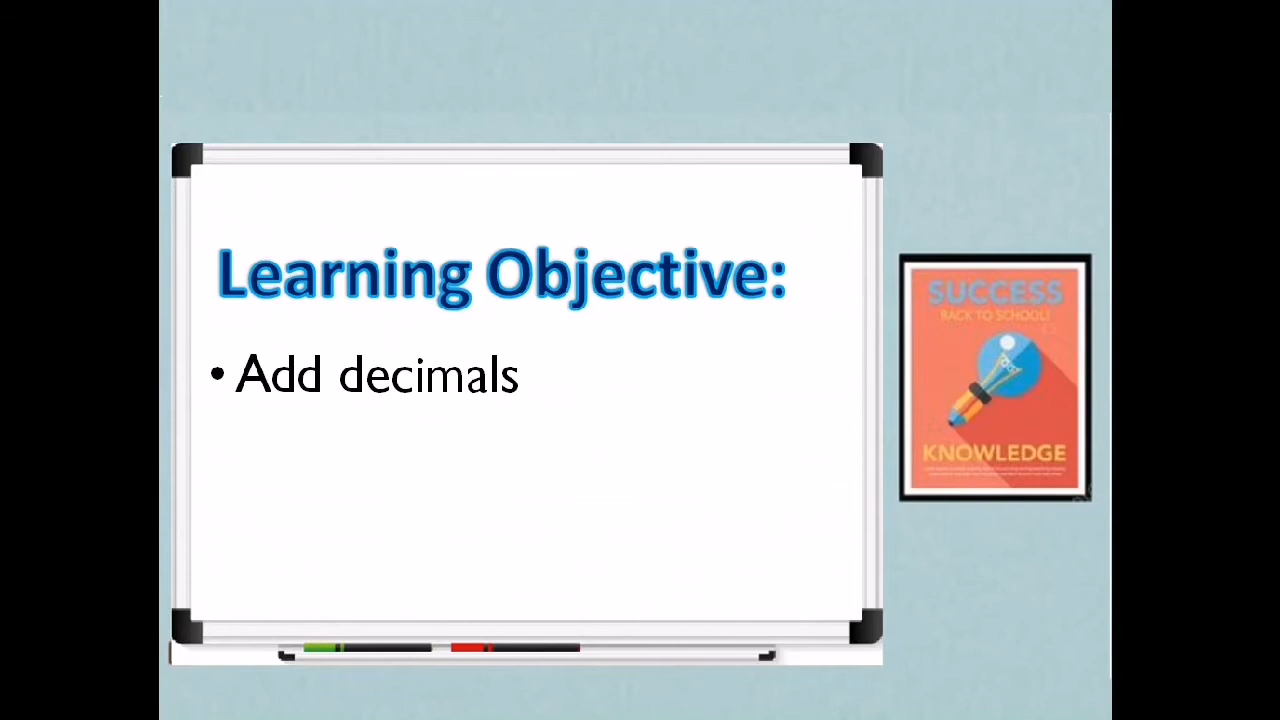 Learning Objective:
• Add decimals
SUCCESS
BACK TO SCHOOL!
KNOWLEDGE